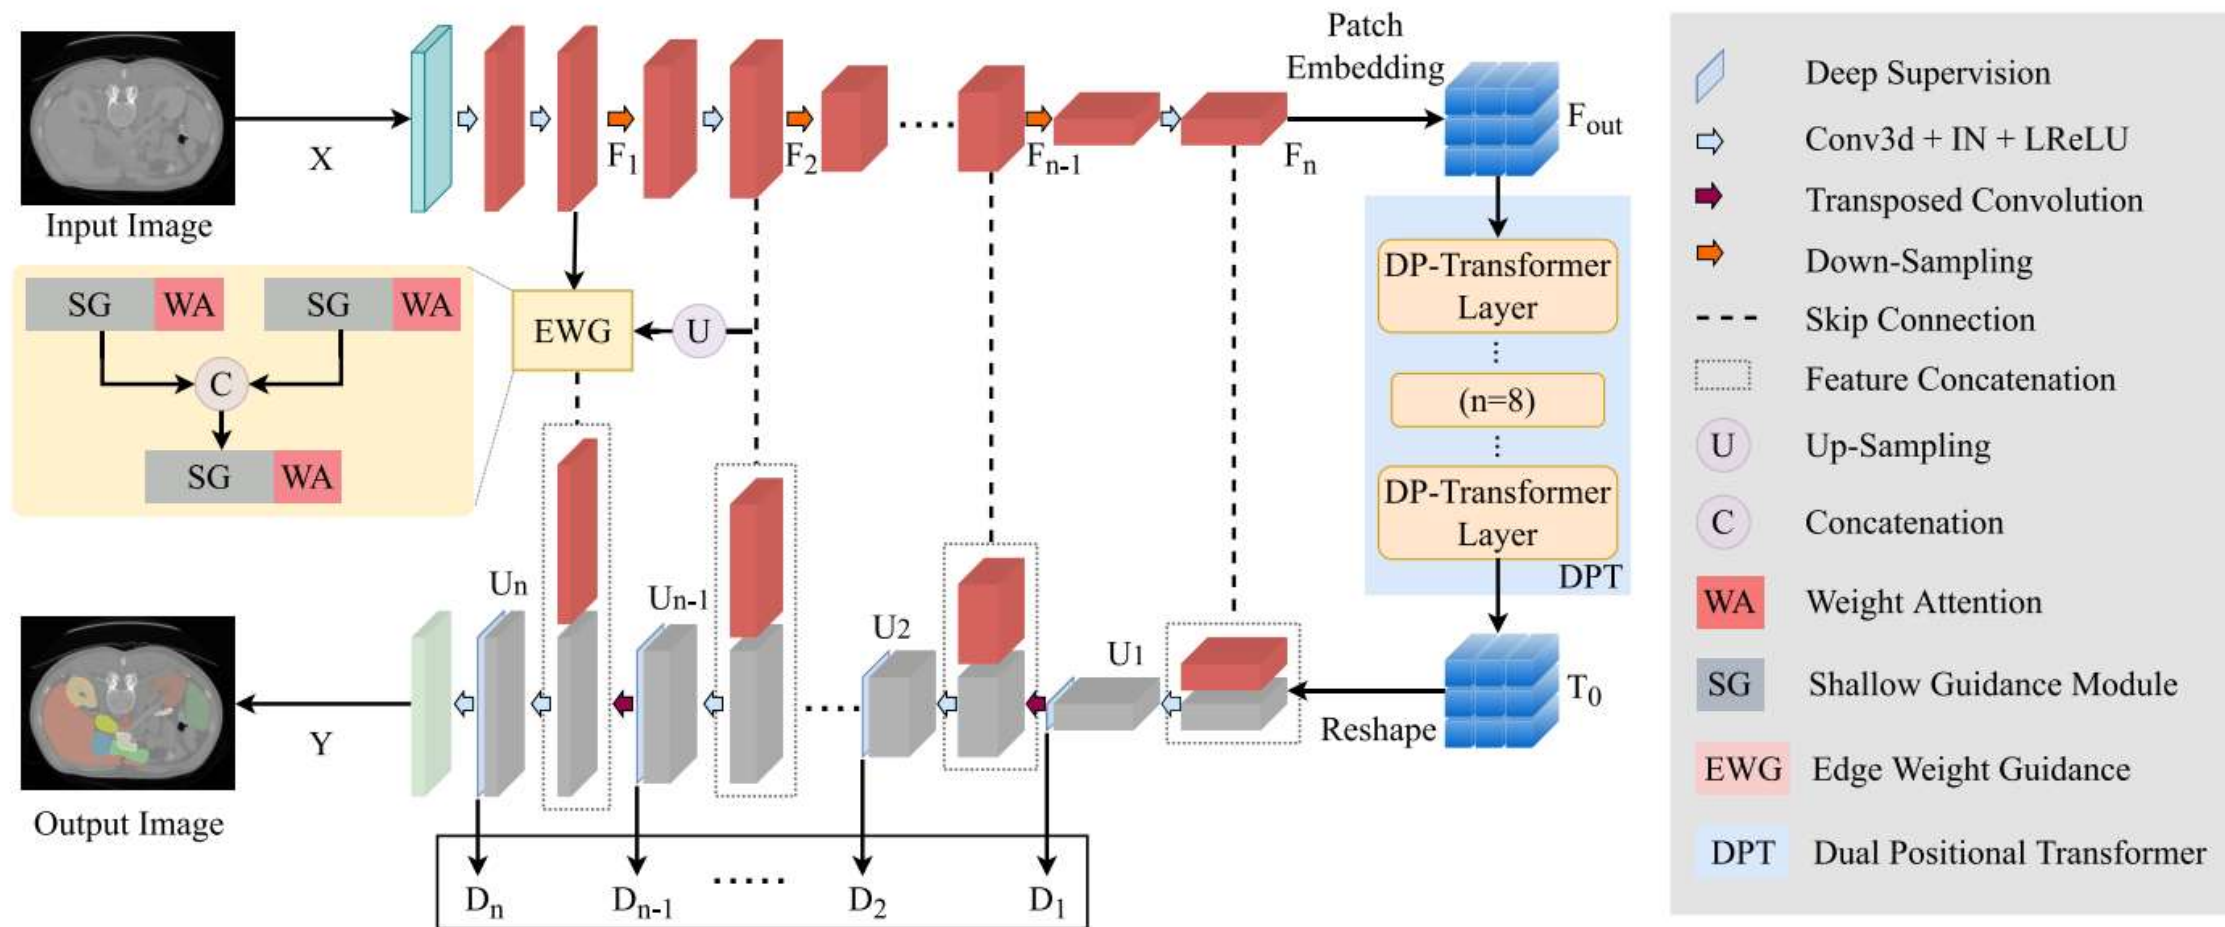 Patch
Embedding
X
F1
F2
Fn-1
Fn
Fout
Input Image
SG WA SG WA
C
SG WA
EWG
U
DP-Transformer
Layer
(n=8)
DP-Transformer
Layer
DPT
Un
Un-1
U2
U1
T0
Reshape
Y
Output Image
Dn
Dn-1
D2
D1
Deep Supervision
Conv3d + IN + LReLU
Transposed Convolution
Down-Sampling
Skip Connection
Feature Concatenation
U Up-Sampling
C Concatenation
WA Weight Attention
SG Shallow Guidance Module
EWG Edge Weight Guidance
DPT Dual Positional Transformer